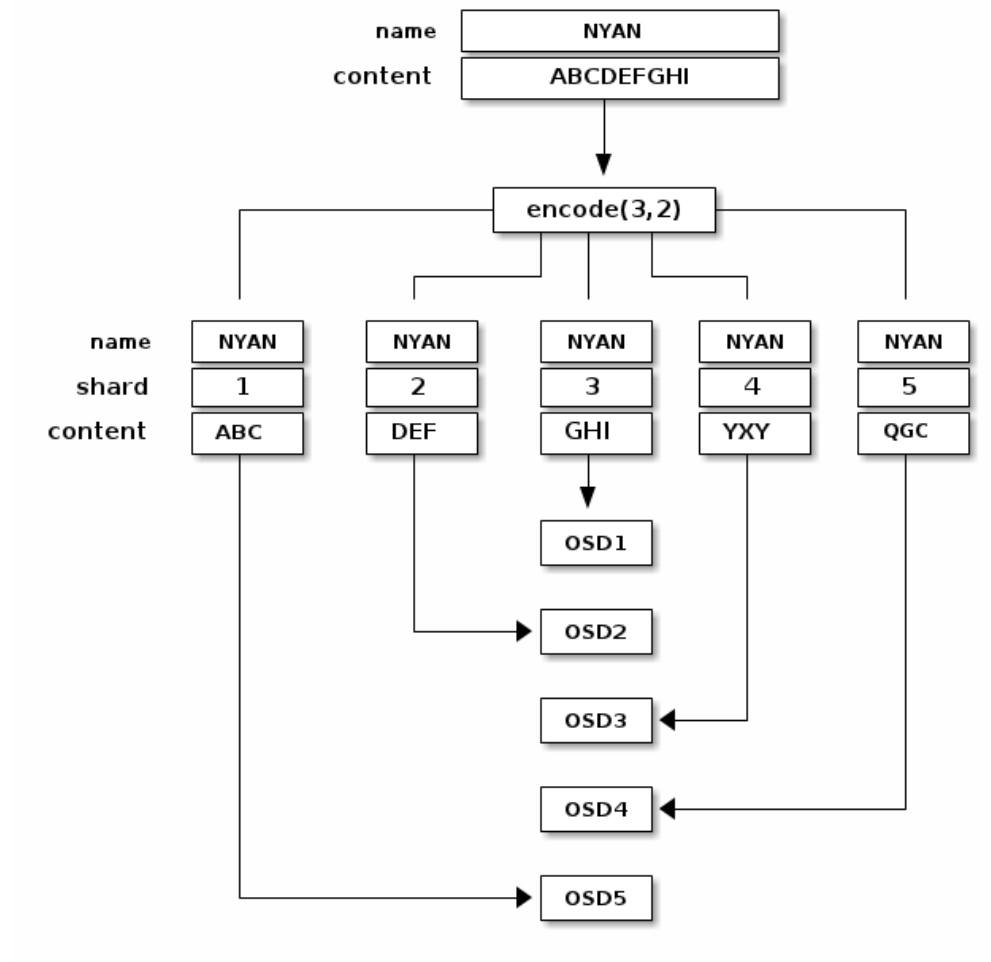 name NYAN
content ABCDEFGHI
encode(3,2)
name NYAN NYAN NYAN NYAN NYAN
shard 1 2 3 4 5
content ABC DEF GHI YXY QGC
OSD1
OSD2
OSD3
OSD4
OSD5